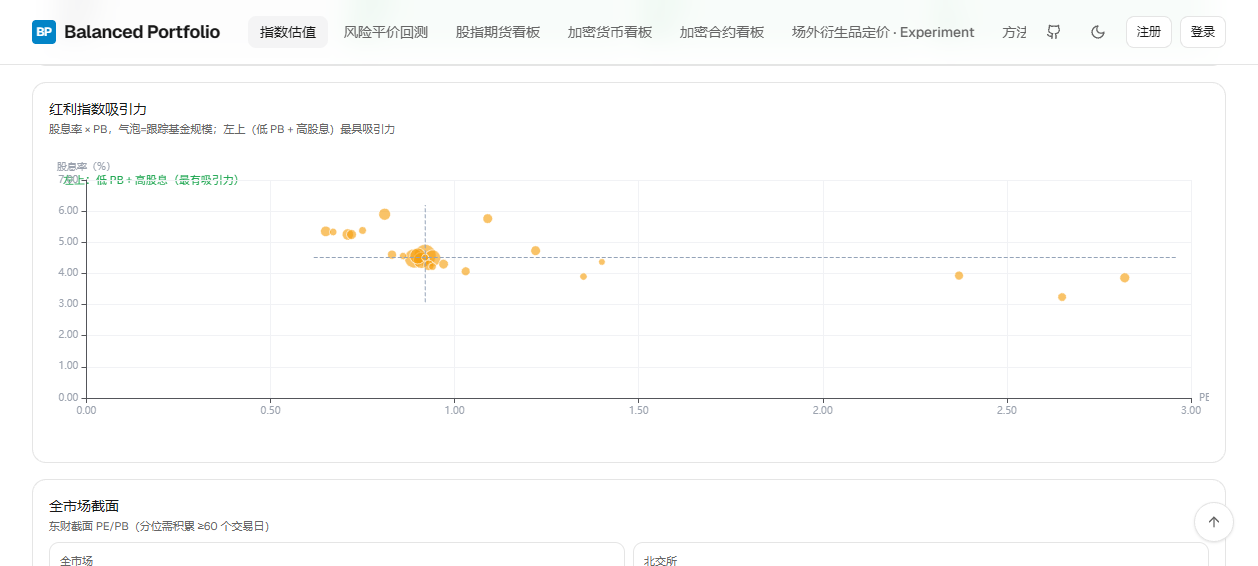 BP Balanced Portfolio 指数估值 风险平价回测 股指期货看板 加密货币看板 加密合约看板 场外衍生品定价 · Experiment 方法 注册 登录
红利指数吸引力
股息率 × PB，气泡=跟踪基金规模；左上（低 PB + 高股息）最具吸引力
股息率（%）
7.00
左上：低 PB + 高股息（最有吸引力）
6.00
5.00
4.00
3.00
2.00
1.00
0.00
0.00 0.50 1.00 1.50 2.00 2.50 3.00
全市场截面
东财截面 PE/PB（分位需积累 ≥60 个交易日）
全市场 北交所